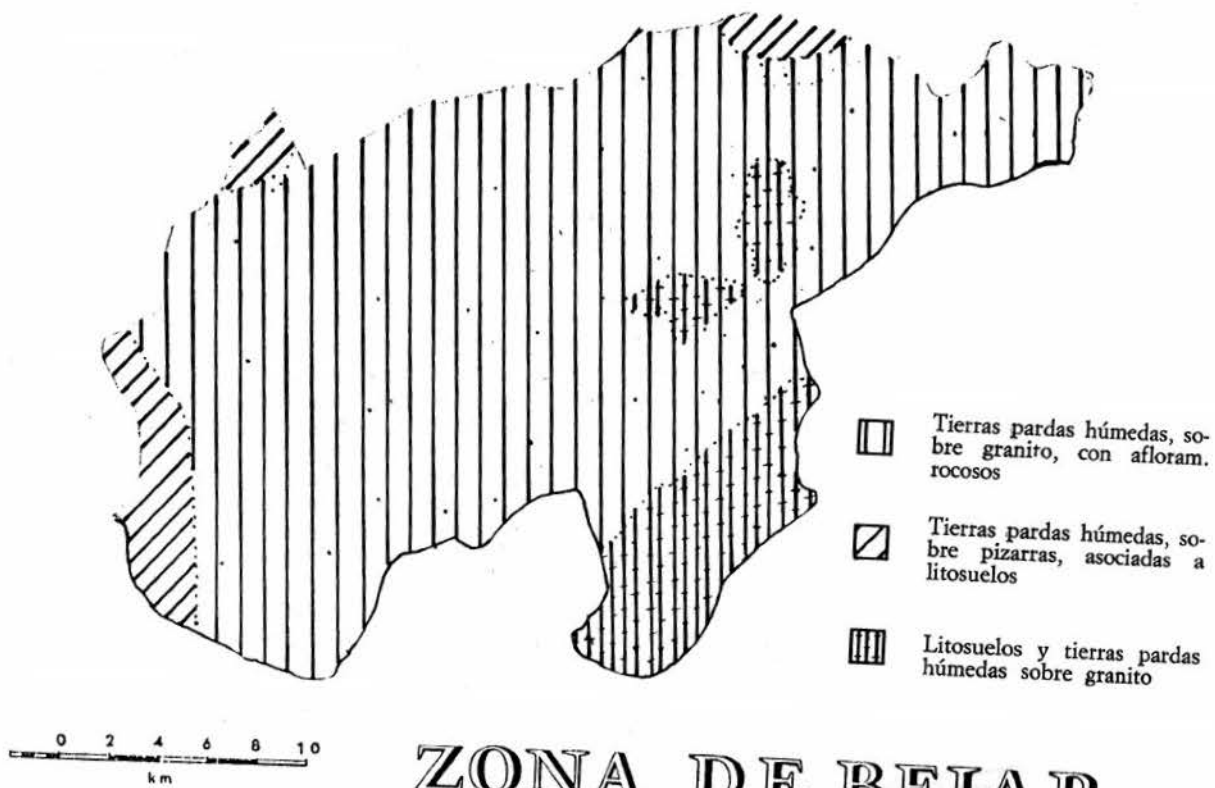 Tierras pardas húmedas, so-
bre granito, con afloram.
rocosos
Tierras pardas húmedas, so-
bre pizarras, asociadas a
litosuelos
Litosuelos y tierras pardas
húmedas sobre granito
0 2 4 6 8 10
km
ZONA DE BEJAR